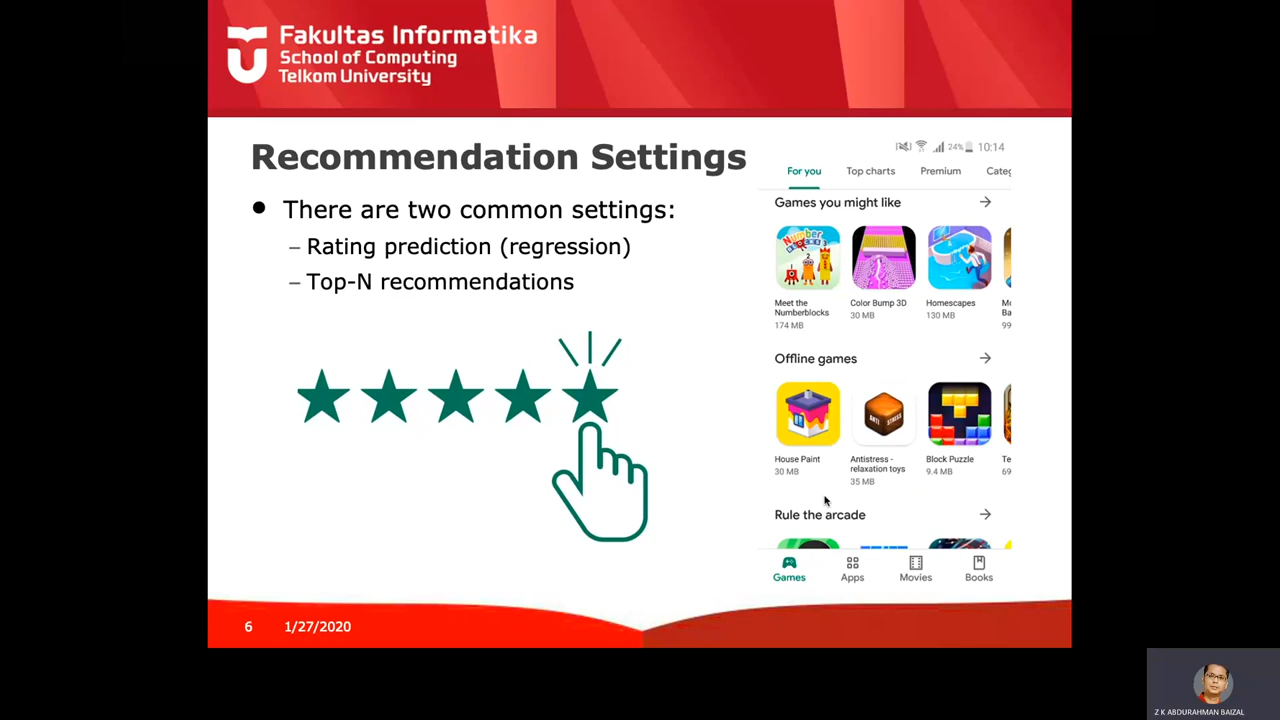 Fakultas Informatika
School of Computing
Telkom University
Recommendation Settings
• There are two common settings:
– Rating prediction (regression)
– Top-N recommendations
24% 10:14
For you Top charts Premium Categ
Games you might like
Meet the Numberblocks
174 MB
Color Bump 3D
30 MB
Homescapes
130 MB
Offline games
House Paint
30 MB
ANTI STRESS
Antistress - relaxation toys
35 MB
Block Puzzle
9.4 MB
Te
69
Rule the arcade
Games Apps Movies Books
6 1/27/2020
Z K ABDURAHMAN BAIZAL